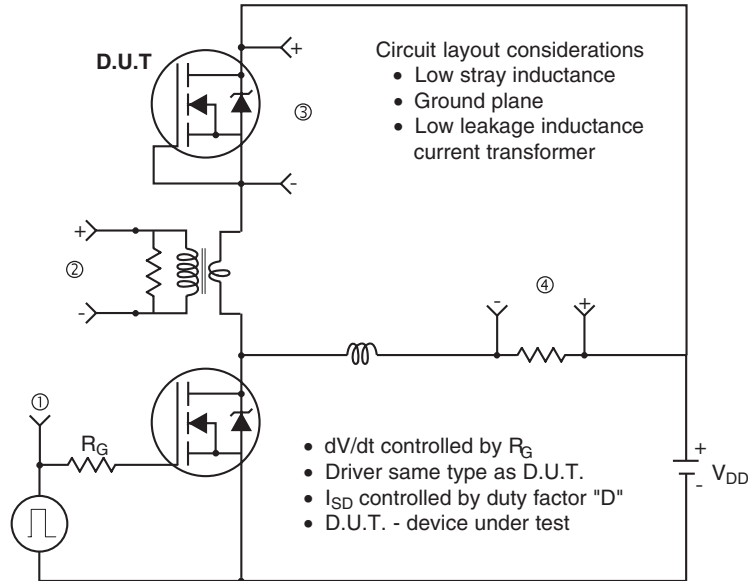 D.U.T
+
③
-
Circuit layout considerations
• Low stray inductance
• Ground plane
• Low leakage inductance
current transformer
+
②
-
④
- +
①
R_G
• dV/dt controlled by R_G
• Driver same type as D.U.T.
• I_SD controlled by duty factor "D"
• D.U.T. - device under test
+
V_DD
-